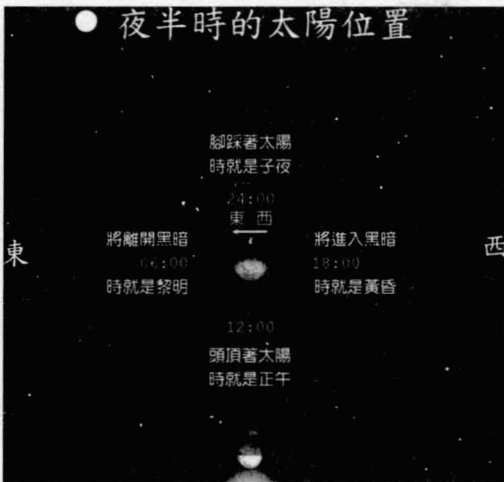 夜半時的太陽位置
腳踩著太陽
時就是子夜
24:00
東 西
將離開黑暗
06:00
時就是黎明
將進入黑暗
18:00
時就是黃昏
東
西
12:00
頭頂著太陽
時就是正午